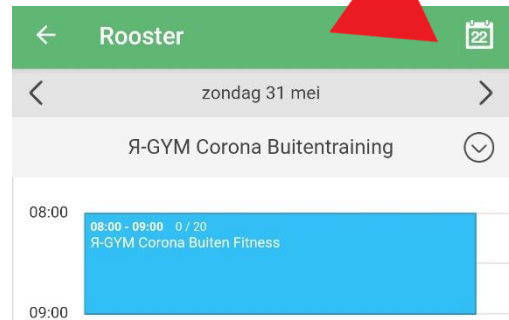 Rooster
22
zondag 31 mei
Я-GYM Corona Buitentraining
08:00
08:00 - 09:00 0 / 20
Я-GYM Corona Buiten Fitness
09:00